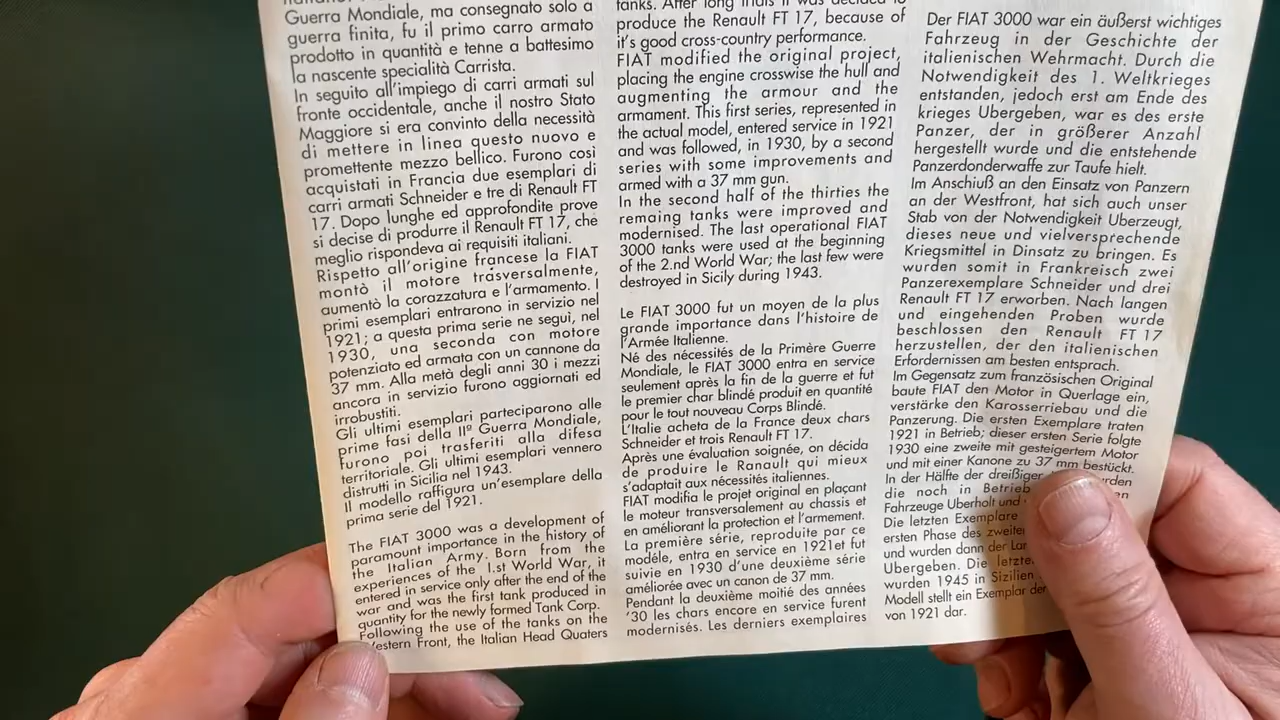 Guerra Mondiale, ma consegnato solo a
guerra finita, fu il primo carro armato
prodotto in quantità e tenne a battesimo
la nascente specialità Carrista.
In seguito all'impiego di carri armati sul
fronte occidentale, anche il nostro Stato
Maggiore si era convinto della necessità
di mettere in linea questo nuovo e
promettente mezzo bellico. Furono così
acquistati in Francia due esemplari di
carri armati Schneider e tre di Renault FT
17. Dopo lunghe ed approfondite prove
si decise di produrre il Renault FT 17, che
meglio rispondeva ai requisiti italiani.
Rispetto all'origine francese la FIAT
montò il motore trasversalmente,
aumentò la corazzatura e l'armamento. I
primi esemplari entrarono in servizio nel
1921; a questa prima serie ne seguì, nel
1930, una seconda con motore
potenziato ed armata con un cannone da
37 mm. Alla metà degli anni 30 i mezzi
ancora in servizio furono aggiornati ed
irrobustiti.
Gli ultimi esemplari parteciparono alle
prime fasi della IIª Guerra Mondiale,
furono poi trasferiti alla difesa
territoriale. Gli ultimi esemplari vennero
distrutti in Sicilia nel 1943.
Il modello raffigura un'esemplare della
prima serie del 1921.
The FIAT 3000 was a development of
paramount importance in the history of
the Italian Army. Born from the
experiences of the 1.st World War, it
entered in service only after the end of the
war and was the first tank produced in
quantity for the newly formed Tank Corp.
Following the use of the tanks on the
Western Front, the Italian Head Quaters
tanks. After long trials it was decided to
produce the Renault FT 17, because of
it's good cross-country performance.
FIAT modified the original project,
placing the engine crosswise the hull and
augmenting the armour and the
armament. This first series, represented in
the actual model, entered service in 1921
and was followed, in 1930, by a second
series with some improvements and
armed with a 37 mm gun.
In the second half of the thirties the
remaing tanks were improved and
modernised. The last operational FIAT
3000 tanks were used at the beginning
of the 2.nd World War; the last few were
destroyed in Sicily during 1943.
Le FIAT 3000 fut un moyen de la plus
grande importance dans l'histoire de
l'Armée Italienne.
Né des nécessités de la Primère Guerre
Mondiale, le FIAT 3000 entra en service
seulement après la fin de la guerre et fut
le premier char blindé produit en quantité
pour le tout nouveau Corps Blindé.
L'Italie acheta de la France deux chars
Schneider et trois Renault FT 17.
Après une évaluation soignée, on décida
de produire le Ranault qui mieux
s'adaptait aux nécessités italiennes.
FIAT modifia le projet original en plaçant
le moteur transversalement au chassis et
en améliorant la protection et l'armement.
La première série, reproduite par ce
modéle, entra en service en 1921et fut
suivie en 1930 d'une deuxième série
améliorée avec un canon de 37 mm.
Pendant la deuxième moitié des années
'30 les chars encore en service furent
modernisés. Les derniers exemplaires
Der FIAT 3000 war ein äußerst wichtiges
Fahrzeug in der Geschichte der
italienischen Wehrmacht. Durch die
Notwendigkeit des 1. Weltkrieges
entstanden, jedoch erst am Ende des
krieges Ubergeben, war es des erste
Panzer, der in größerer Anzahl
hergestellt wurde und die entstehende
Panzerdonderwaffe zur Taufe hielt.
Im Anschiuß an den Einsatz von Panzern
an der Westfront, hat sich auch unser
Stab von der Notwendigkeit Uberzeugt,
dieses neue und vielversprechende
Kriegsmittel in Dinsatz zu bringen. Es
wurden somit in Frankreisch zwei
Panzerexemplare Schneider und drei
Renault FT 17 erworben. Nach langen
und eingehenden Proben wurde
beschlossen den Renault FT 17
herzustellen, der den italienischen
Erfordernissen am besten entsprach.
Im Gegensatz zum französischen Original
baute FIAT den Motor in Querlage ein,
verstärke den Karosserriebau und die
Panzerung. Die ersten Exemplare traten
1921 in Betrieb; dieser ersten Serie folgte
1930 eine zweite mit gesteigertem Motor
und mit einer Kanone zu 37 mm bestückt.
In der Hälfte der dreißiger
die noch in Betrieb
Fahrzeuge Uberholt und
Die letzten Exemplare
ersten Phase des zweiten
und wurden dann der
Ubergeben. Die letzten
wurden 1945 in Sizilien
Modell stellt ein Exemplar der
von 1921 dar.